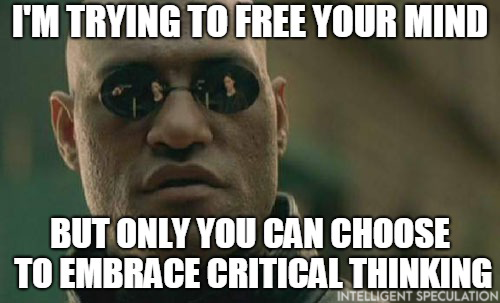 I'M TRYING TO FREE YOUR MIND
BUT ONLY YOU CAN CHOOSE
TO EMBRACE CRITICAL THINKING
INTELLIGENT SPECULATION